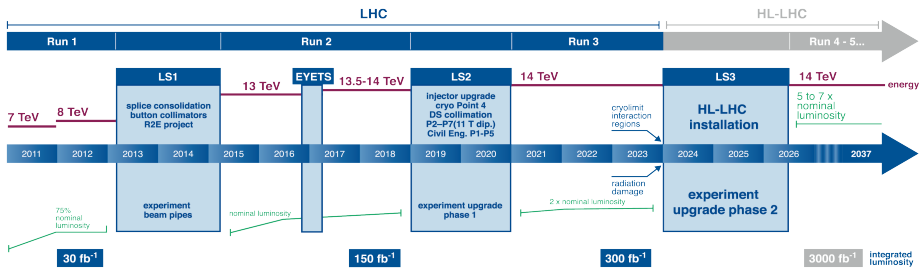 LHC
HL-LHC
Run 1
Run 2
Run 3
Run 4 - 5...
LS1
EYETS
LS2
LS3
13 TeV
13.5-14 TeV
14 TeV
14 TeV
energy
7 TeV
8 TeV
splice consolidation
button collimators
R2E project
injector upgrade
cryo Point 4
DS collimation
P2–P7(11 T dip.)
Civil Eng. P1-P5
cryolimit
interaction
regions
HL-LHC
installation
5 to 7 x
nominal
luminosity
2011
2012
2013
2014
2015
2016
2017
2018
2019
2020
2021
2022
2023
2024
2025
2026
2037
radiation
damage
75%
nominal
luminosity
experiment
beam pipes
nominal luminosity
experiment upgrade
phase 1
2 x nominal luminosity
experiment
upgrade phase 2
30 fb-1
150 fb-1
300 fb-1
3000 fb-1
integrated
luminosity